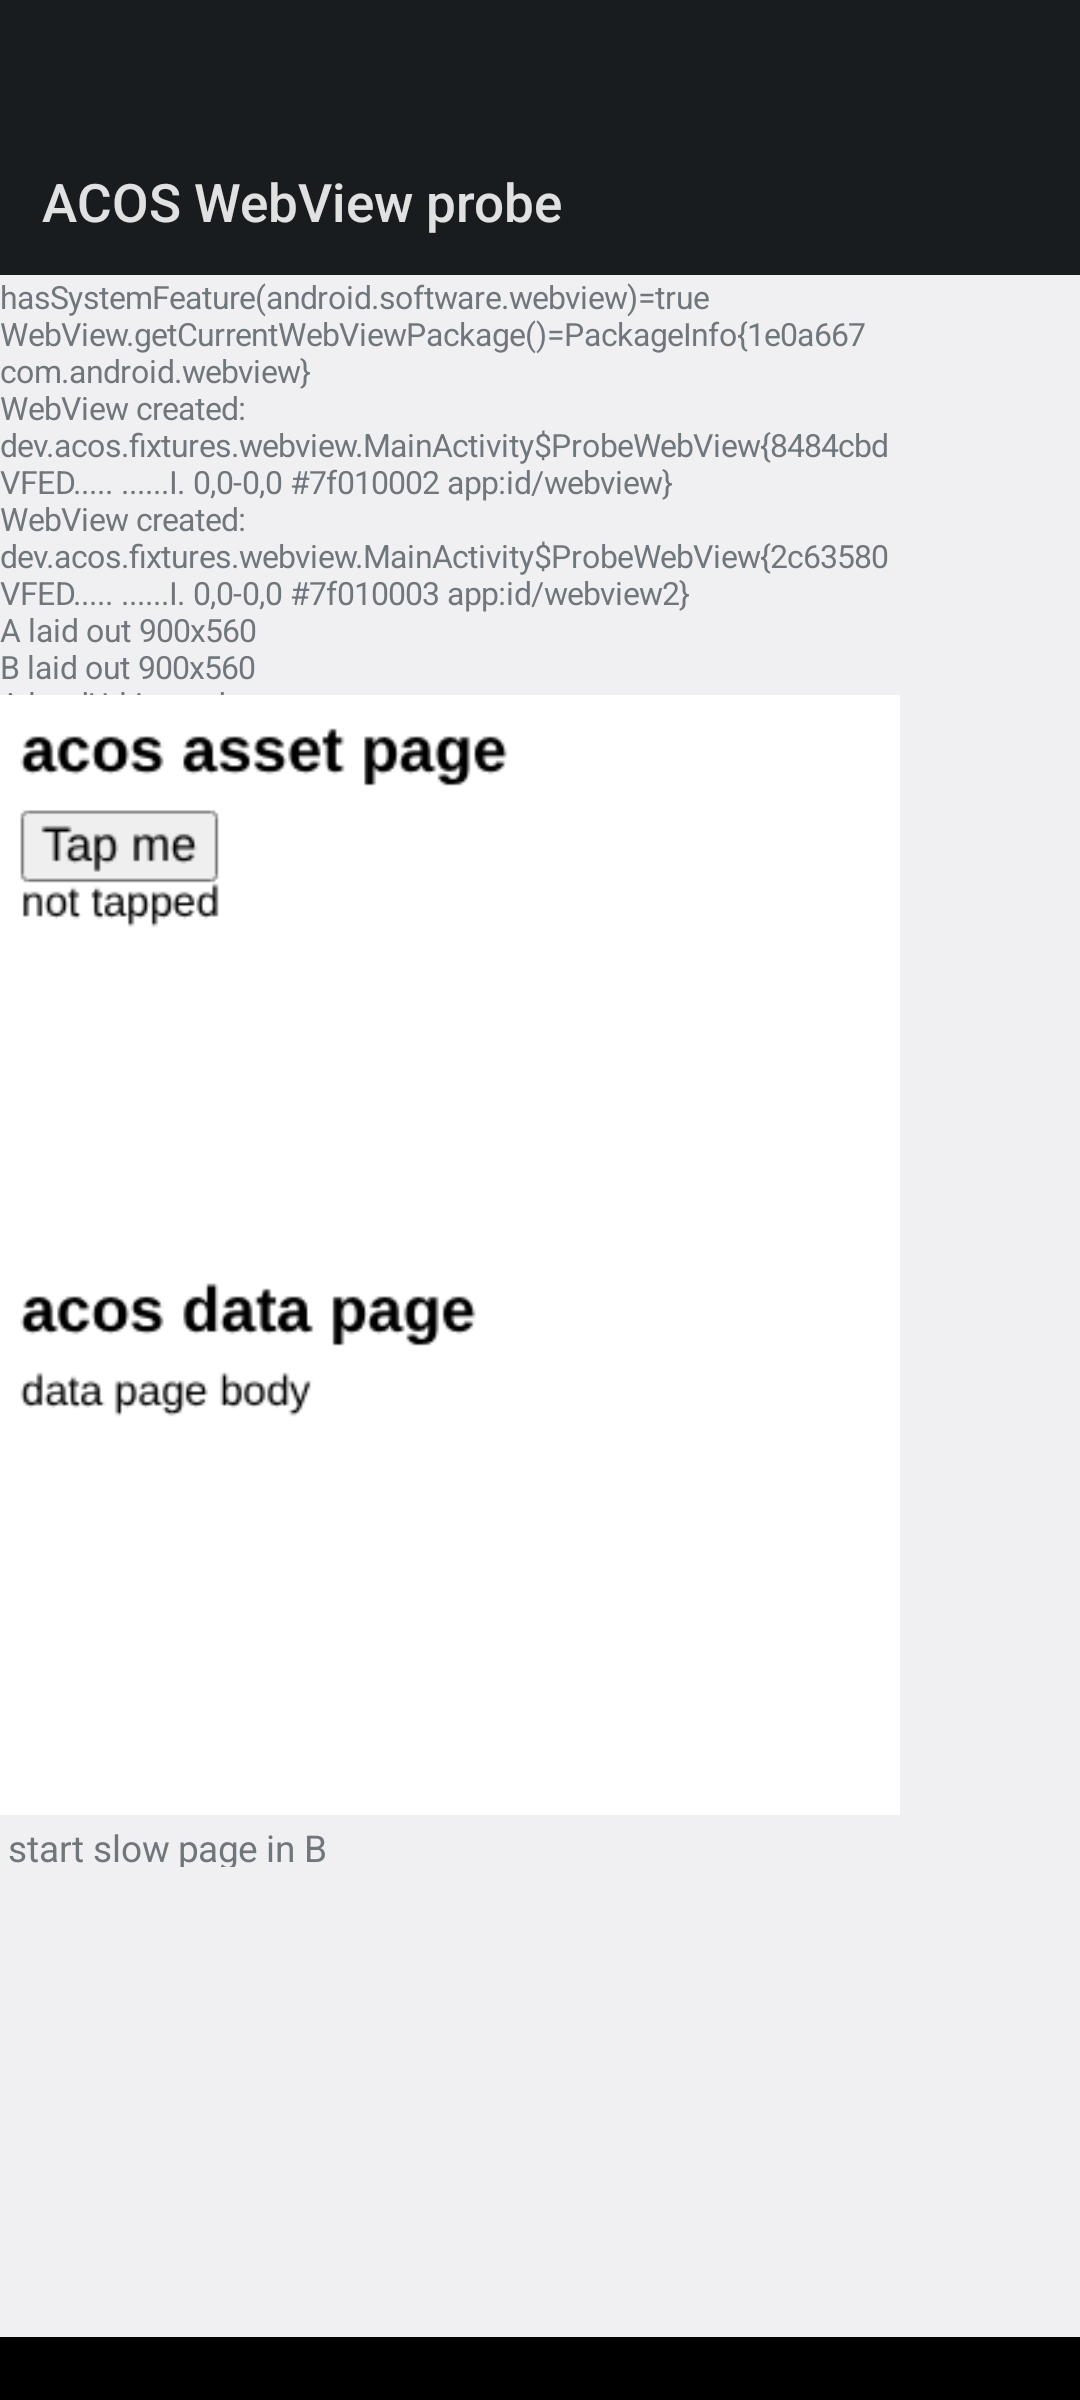 ACOS WebView probe
hasSystemFeature(android.software.webview)=true
WebView.getCurrentWebViewPackage()=PackageInfo{1e0a667
com.android.webview}
WebView created:
dev.acos.fixtures.webview.MainActivity$ProbeWebView{8484cbd
VFED..... ......I. 0,0-0,0 #7f010002 app:id/webview}
WebView created:
dev.acos.fixtures.webview.MainActivity$ProbeWebView{2c63580
VFED..... ......I. 0,0-0,0 #7f010003 app:id/webview2}
A laid out 900x560
B laid out 900x560
acos asset page
Tap me
not tapped
acos data page
data page body
start slow page in B